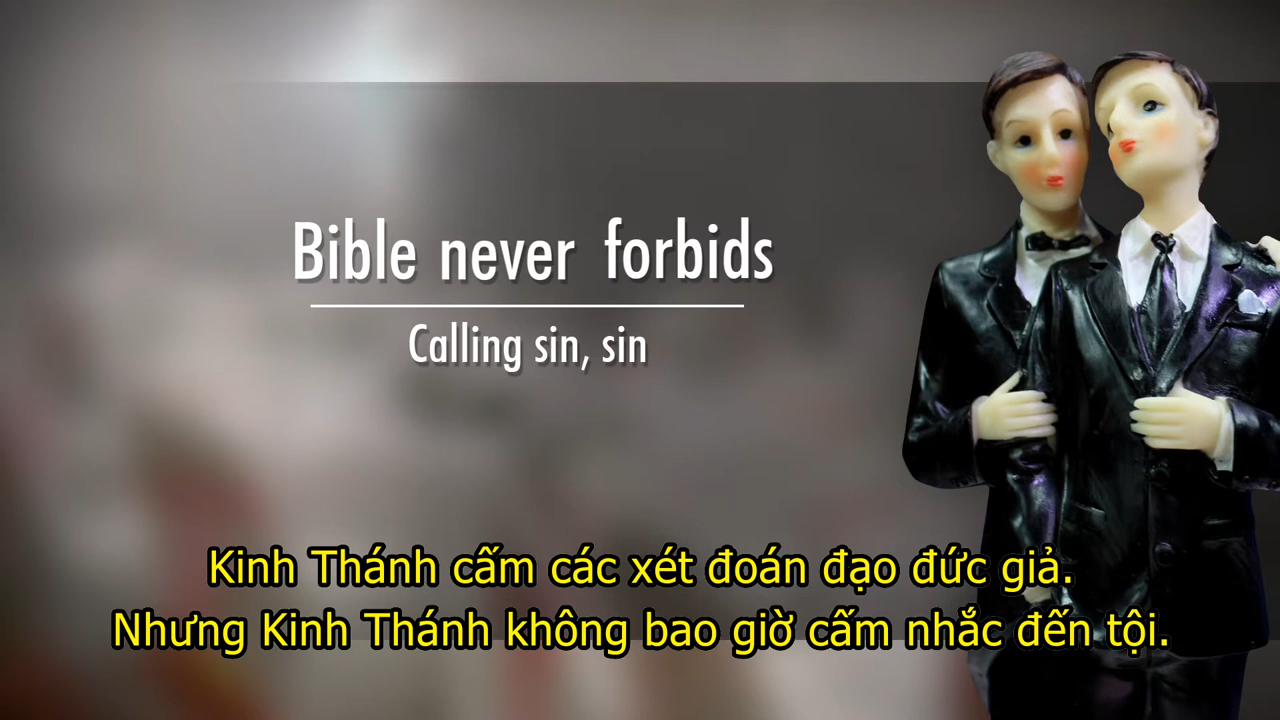 Bible never forbids
Calling sin, sin
Kinh Thánh cấm các xét đoán đạo đức giả.
Nhưng Kinh Thánh không bao giờ cấm nhắc đến tội.